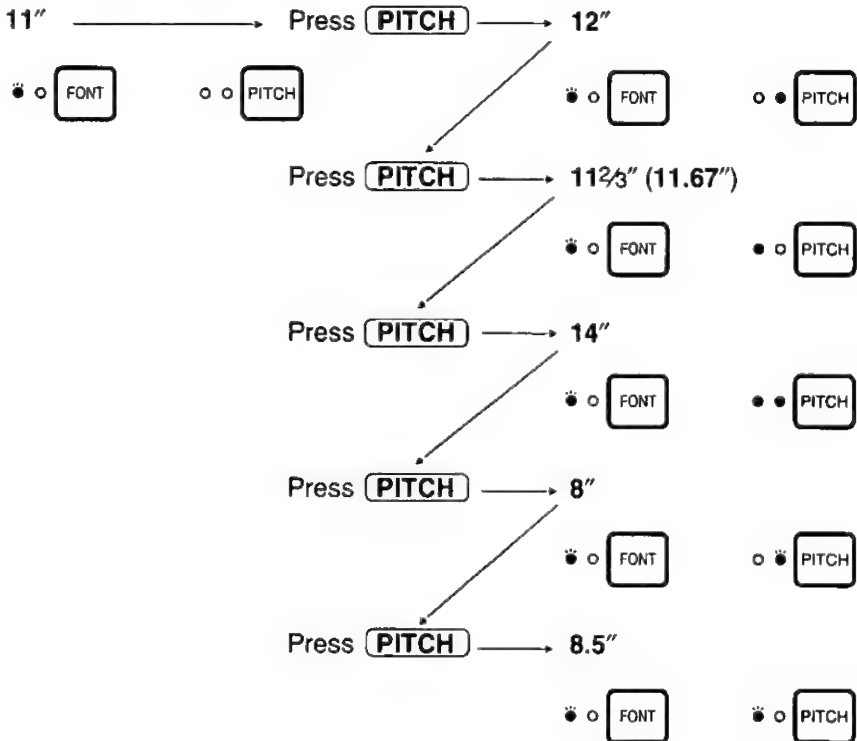 11″ Press PITCH 12″
FONT PITCH FONT PITCH
Press PITCH 11⅔″ (11.67″)
FONT PITCH
Press PITCH 14″
FONT PITCH
Press PITCH 8″
FONT PITCH
Press PITCH 8.5″
FONT PITCH